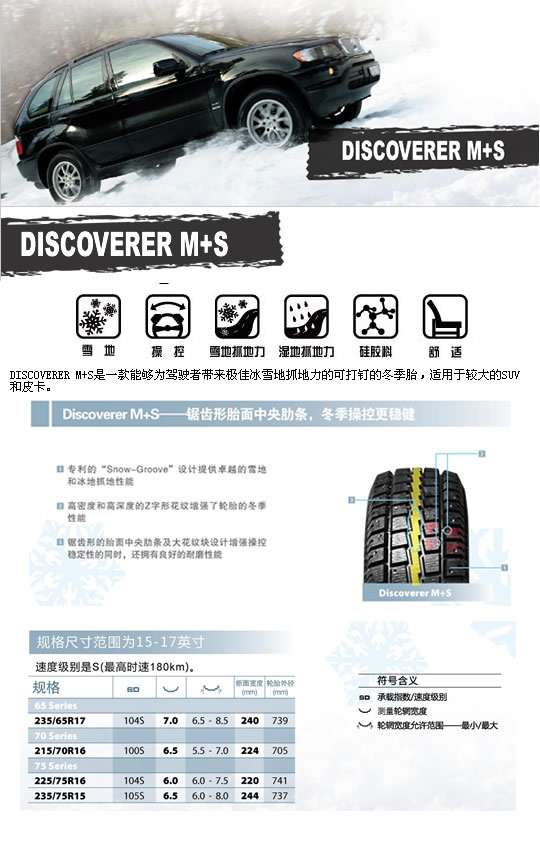 DISCOVERER M+S
DISCOVERER M+S
雪 地
操 控
雪地抓地力
湿地抓地力
硅胶料
舒 适
DISCOVERER M+S是一款能够为驾驶者带来极佳冰雪地抓地力的可打钉的冬季胎，适用于较大的SUV
和皮卡。
Discoverer M+S——锯齿形胎面中央肋条，冬季操控更稳健
1 专利的“Snow-Groove”设计提供卓越的雪地
和冰地抓地性能
2 高密度和高深度的Z字形花纹增强了轮胎的冬季
性能
3 锯齿形的胎面中央肋条及大花纹块设计增强操控
稳定性的同时，还拥有良好的耐磨性能
2
3
1
Discoverer M+S
规格尺寸范围为15-17英寸
速度级别是S(最高时速180km)。
规格 SD 断面宽度 (mm) 轮胎外径 (mm)
65 Series
235/65R17 104S 7.0 6.5 - 8.5 240 739
70 Series
215/70R16 100S 6.5 5.5 - 7.0 224 705
75 Series
225/75R16 104S 6.0 6.0 - 7.5 220 741
235/75R15 105S 6.5 6.0 - 8.0 244 737
符号含义
SD 承载指数/速度级别
测量轮辋宽度
轮辋宽度允许范围——最小/最大